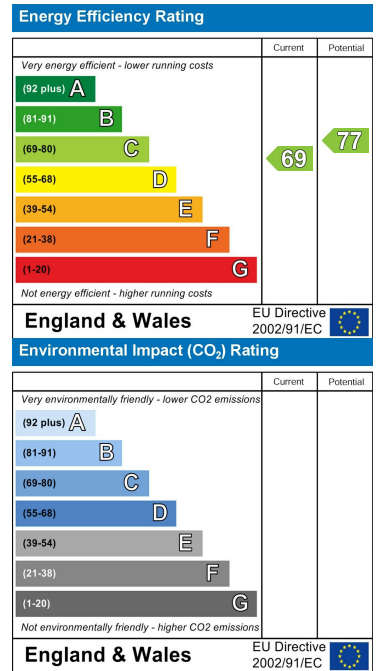 Energy Efficiency Rating
Current Potential
Very energy efficient - lower running costs
(92 plus) A
(81-91) B
(69-80) C
(55-68) D
(39-54) E
(21-38) F
(1-20) G
69
77
Not energy efficient - higher running costs
England & Wales
EU Directive
2002/91/EC
Environmental Impact (CO₂) Rating
Current Potential
Very environmentally friendly - lower CO2 emissions
(92 plus) A
(81-91) B
(69-80) C
(55-68) D
(39-54) E
(21-38) F
(1-20) G
Not environmentally friendly - higher CO2 emissions
England & Wales
EU Directive
2002/91/EC